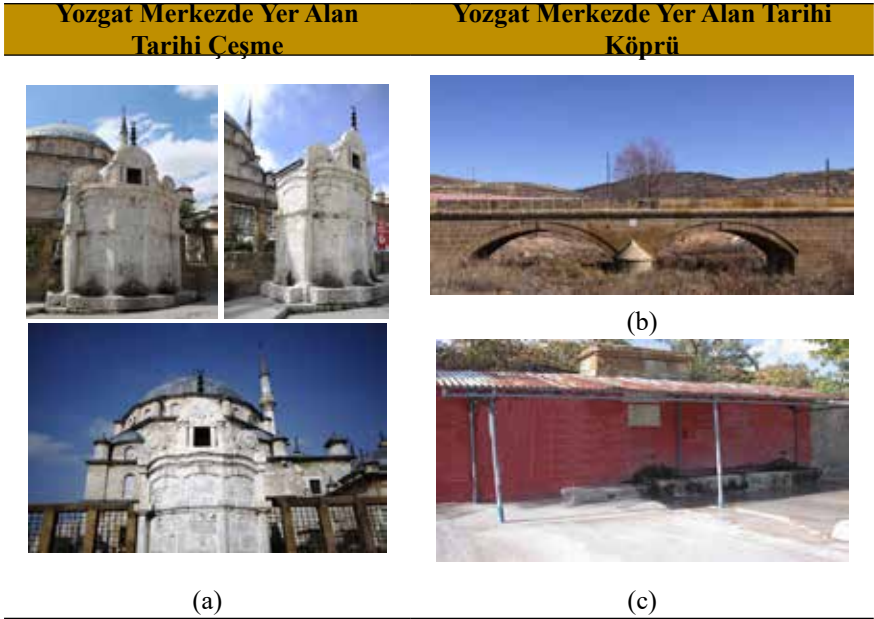 Yozgat Merkezde Yer Alan
Tarihi Çeşme
Yozgat Merkezde Yer Alan Tarihi
Köprü
(b)
(a)
(c)